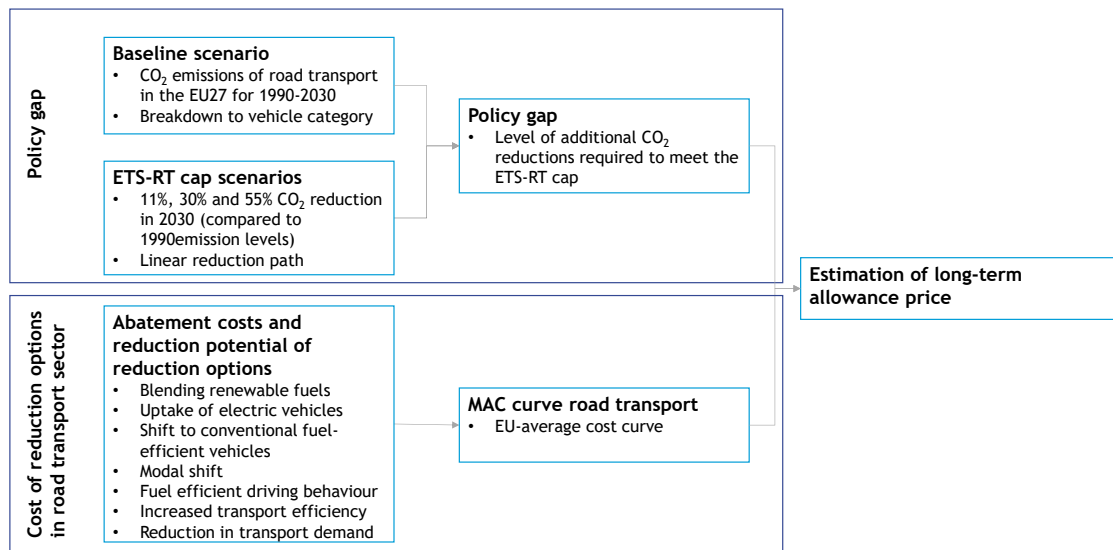 Policy gap
Baseline scenario
• CO₂ emissions of road transport
in the EU27 for 1990-2030
• Breakdown to vehicle category
ETS-RT cap scenarios
• 11%, 30% and 55% CO₂ reduction
in 2030 (compared to
1990emission levels)
• Linear reduction path
Policy gap
• Level of additional CO₂
reductions required to meet the
ETS-RT cap
Cost of reduction options
in road transport sector
Abatement costs and
reduction potential of
reduction options
• Blending renewable fuels
• Uptake of electric vehicles
• Shift to conventional fuel-
efficient vehicles
• Modal shift
• Fuel efficient driving behaviour
• Increased transport efficiency
• Reduction in transport demand
MAC curve road transport
• EU-average cost curve
Estimation of long-term
allowance price